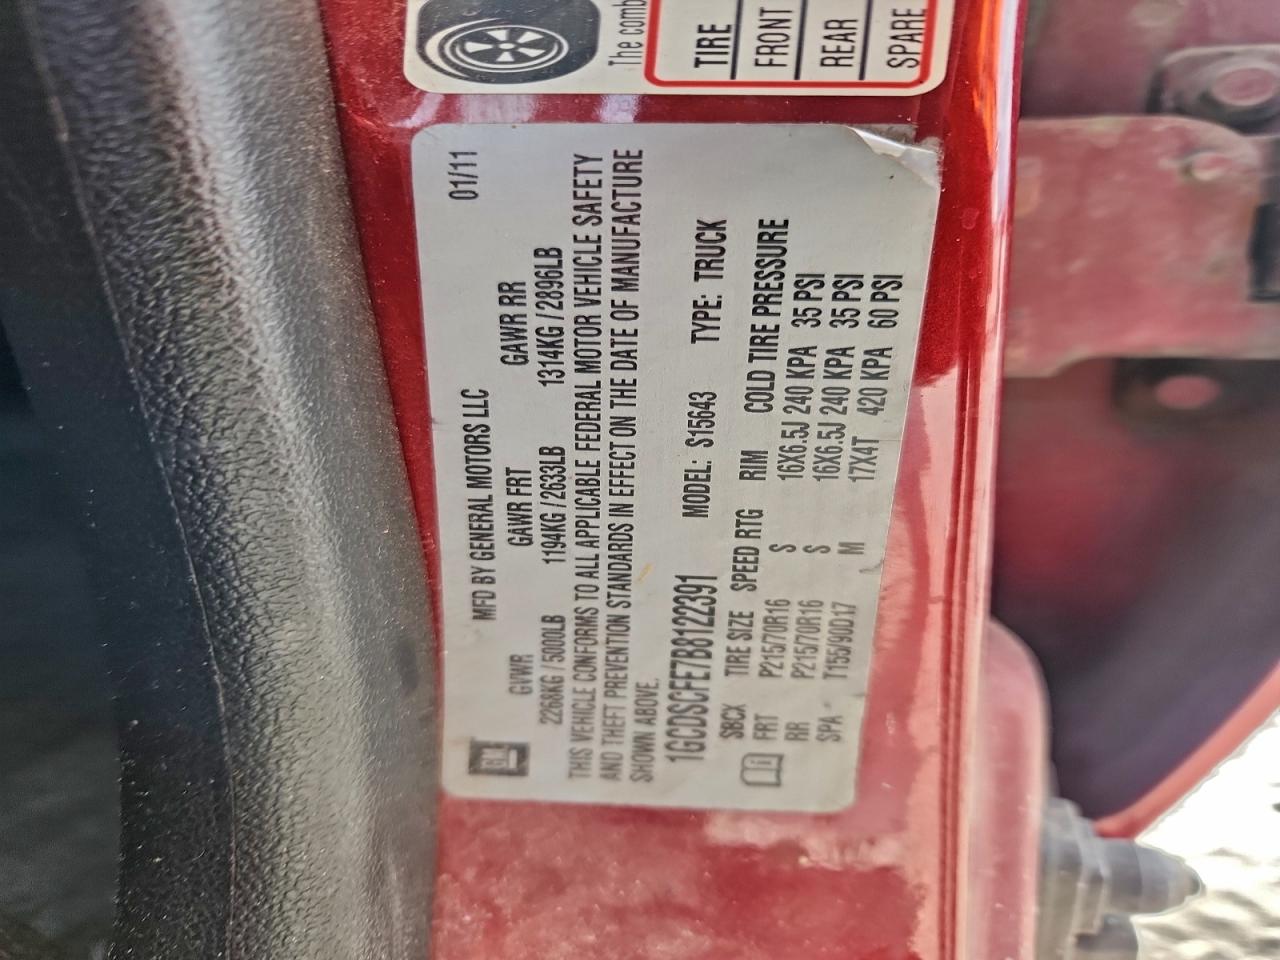 The comb
TIRE
FRONT
REAR
SPARE
MFD BY GENERAL MOTORS LLC 01/11
GVWR GAWR FRT GAWR RR
2268KG / 5000LB 1194KG / 2633LB 1314KG / 2896LB
THIS VEHICLE CONFORMS TO ALL APPLICABLE FEDERAL MOTOR VEHICLE SAFETY
AND THEFT PREVENTION STANDARDS IN EFFECT ON THE DATE OF MANUFACTURE
SHOWN ABOVE.
1GCDSCFE7B8122391 MODEL: S15643 TYPE: TRUCK
SBCX TIRE SIZE SPEED RTG RIM COLD TIRE PRESSURE
FRT P215/70R16 S 16X6.5J 240 KPA 35 PSI
RR P215/70R16 S 16X6.5J 240 KPA 35 PSI
SPA T155/90D17 M 17X4T 420 KPA 60 PSI